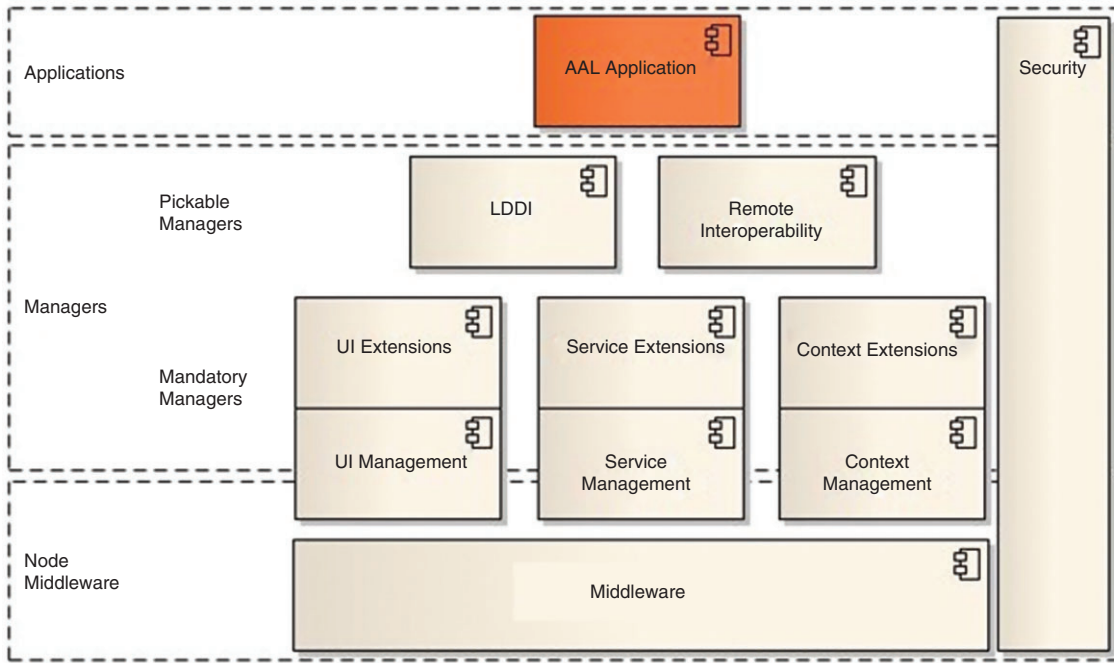 Applications
AAL Application
Security
Pickable
Managers
LDDI
Remote
Interoperability
Managers
Mandatory
Managers
UI Extensions
Service Extensions
Context Extensions
UI Management
Service
Management
Context
Management
Node
Middleware
Middleware